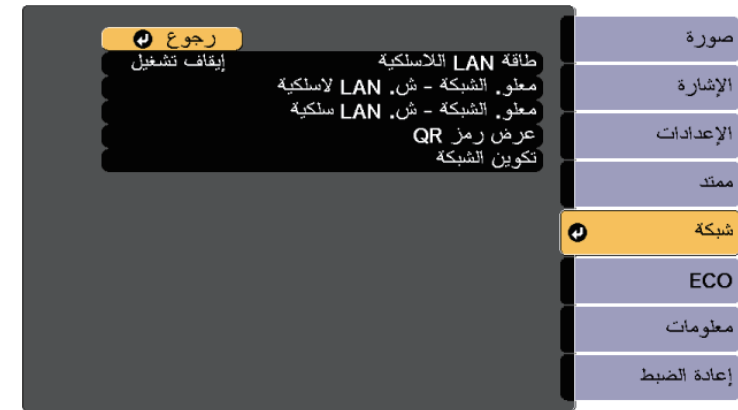 صورة
الإشارة
الإعدادات
ممتد
شبكة
ECO
معلومات
إعادة الضبط
رجوع
طاقة LAN اللاسلكية إيقاف تشغيل
معلو. الشبكة - ش. LAN لاسلكية
معلو. الشبكة - ش. LAN سلكية
عرض رمز QR
تكوين الشبكة